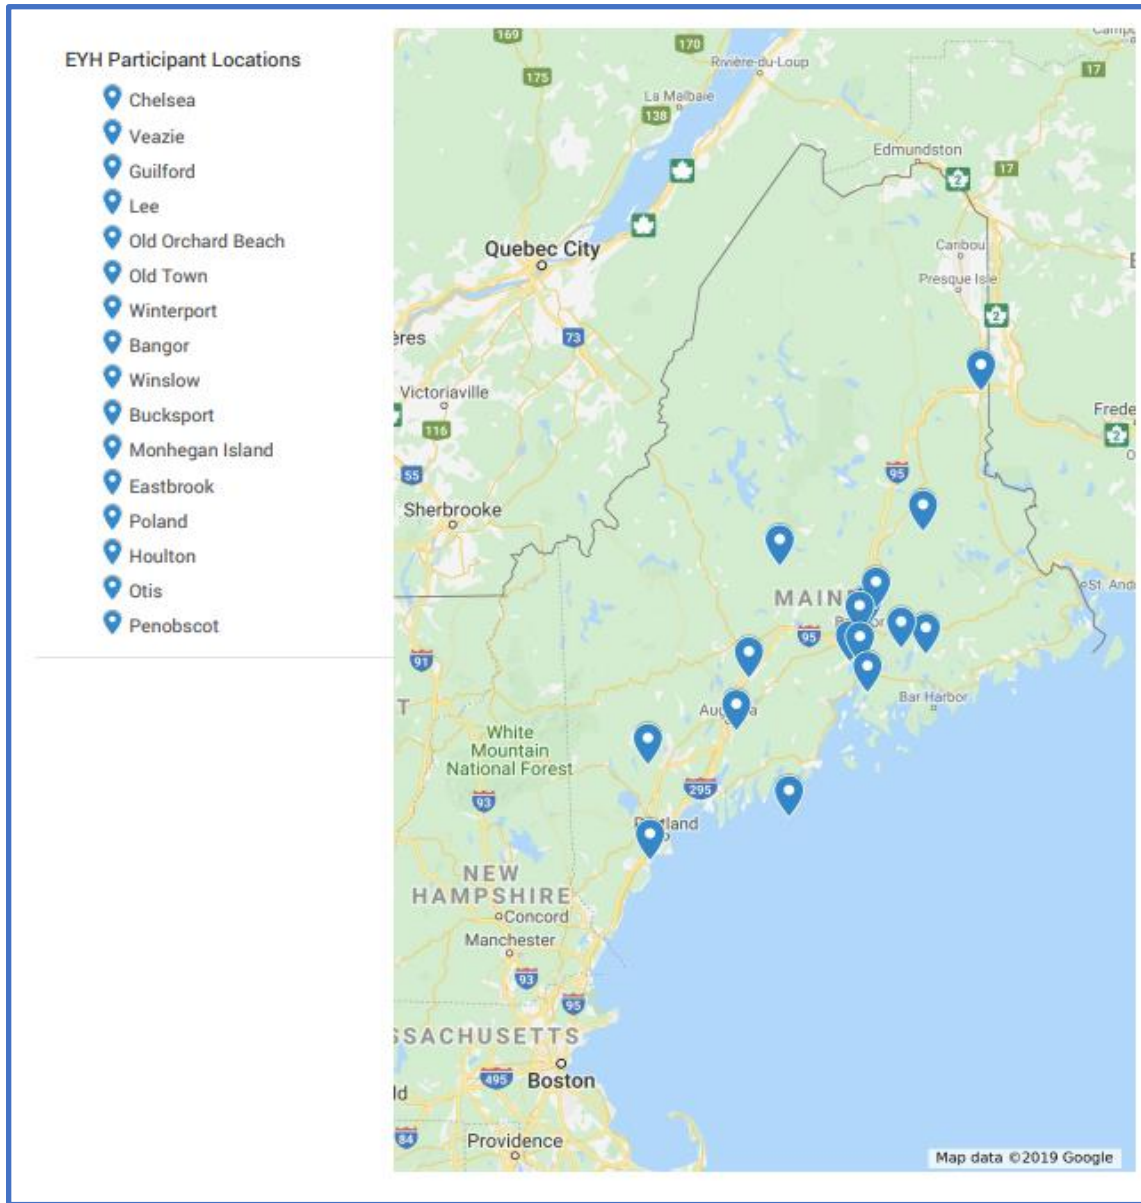 EYH Participant Locations
Chelsea
Veazie
Guilford
Lee
Old Orchard Beach
Old Town
Winterport
Bangor
Winslow
Bucksport
Monhegan Island
Eastbrook
Poland
Houlton
Otis
Penobscot
169
170
Rivière-du-Loup
17
175
La Malbaie
138
Edmundston
17
2
Quebec City
Caribou
Presque Isle
2
73
Victoriaville
116
2
55
95
Sherbrooke
MAIN
95
91
Bar Harbor
T
White
Mountain
National Forest
93
295
NEW
HAMPSHIRE
Concord
Manchester
93
95
SSACHUSETTS
495
Boston
ld
84
Providence
Map data ©2019 Google